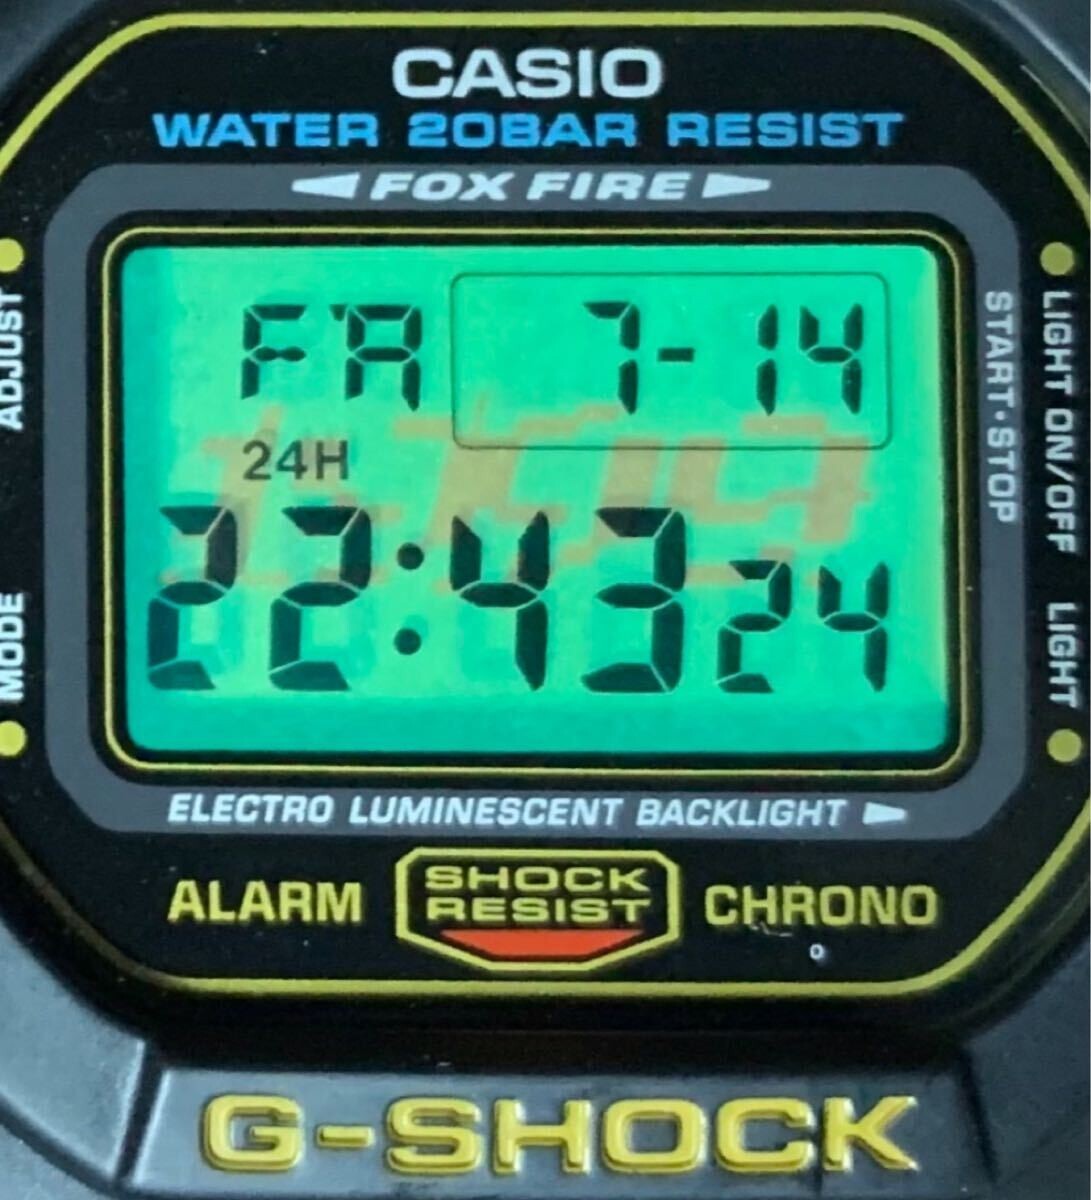 CASIO
WATER 20BAR RESIST
FOX FIRE
ADJUST
MODE
FR 7-14
24H
22:43 24
START·STOP
LIGHT ON/OFF
LIGHT
ELECTRO LUMINESCENT BACKLIGHT
ALARM
SHOCK
RESIST
CHRONO
G-SHOCK